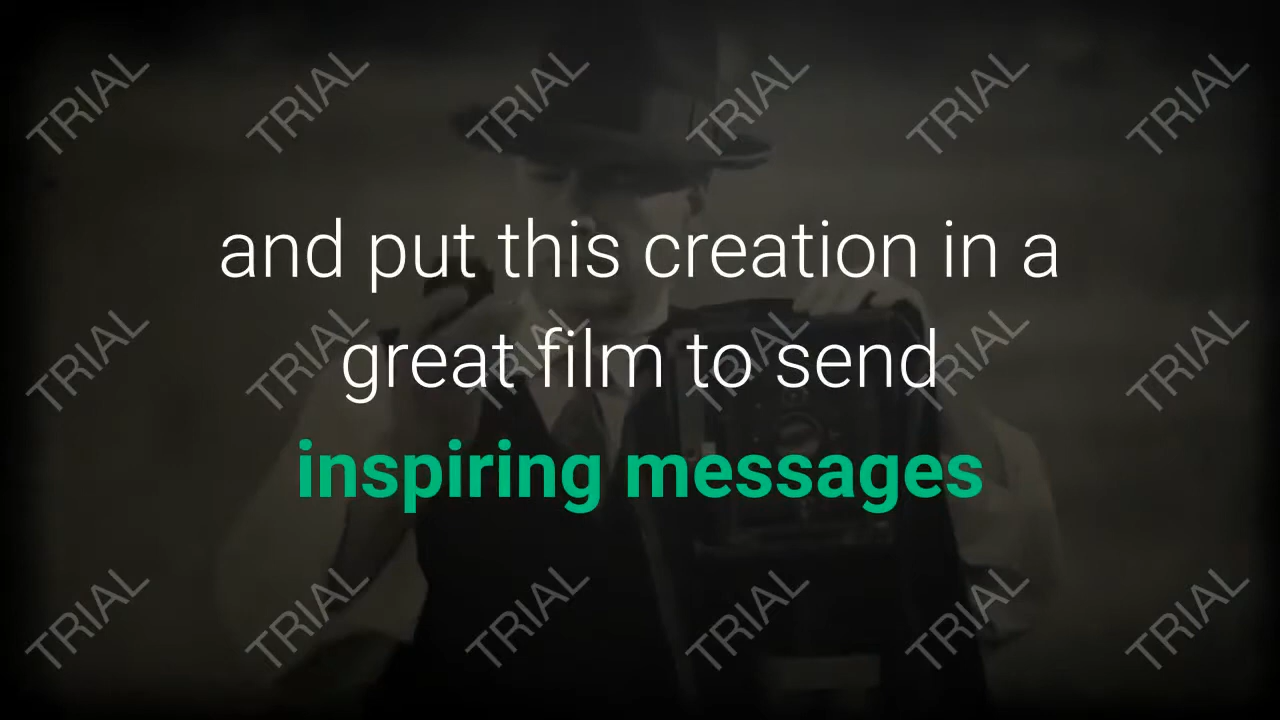 TRIAL TRIAL TRIAL TRIAL TRIAL TRIAL
and put this creation in a
great film to send
TRIAL TRIAL TRIAL TRIAL TRIAL TRIAL
inspiring messages
TRIAL TRIAL TRIAL TRIAL TRIAL TRIAL